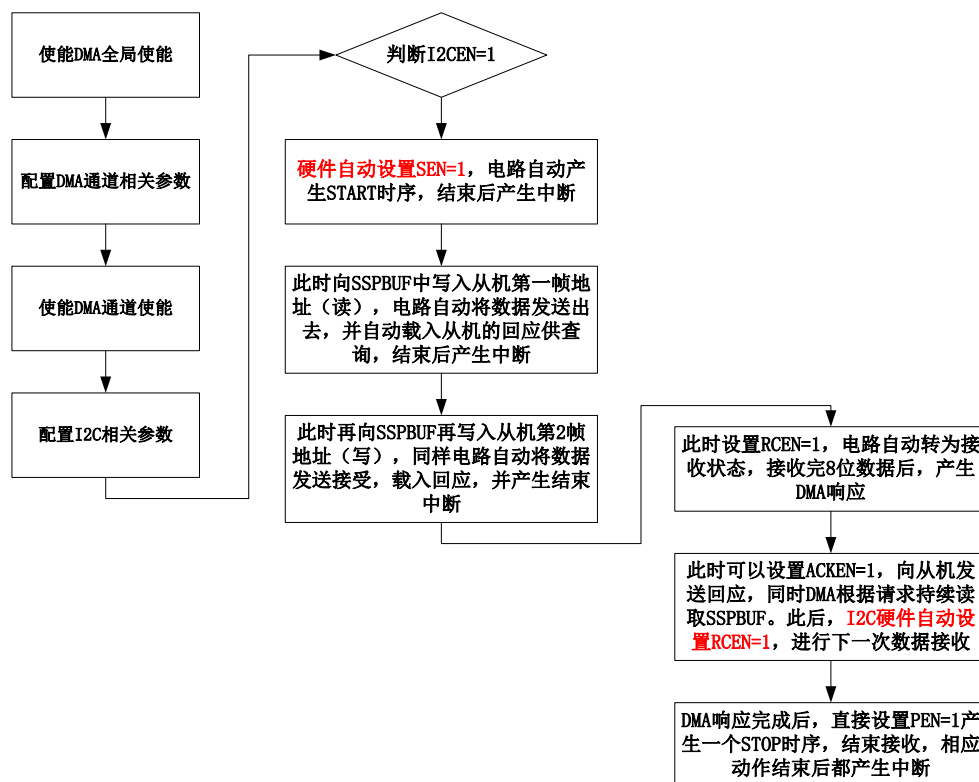 使能DMA全局使能
配置DMA通道相关参数
使能DMA通道使能
配置I2C相关参数
判断I2CEN=1
硬件自动设置SEN=1，电路自动产
生START时序，结束后产生中断
此时向SSPBUF中写入从机第一帧地
址（读），电路自动将数据发送出
去，并自动载入从机的回应供查
询，结束后产生中断
此时再向SSPBUF再写入从机第2帧
地址（写），同样电路自动将数据
发送接受，载入回应，并产生结束
中断
此时设置RCEN=1，电路自动转为接
收状态，接收完8位数据后，产生
DMA响应
此时可以设置ACKEN=1，向从机发
送回应，同时DMA根据请求持续读
取SSPBUF。此后，I2C硬件自动设
置RCEN=1，进行下一次数据接收
DMA响应完成后，直接设置PEN=1产
生一个STOP时序，结束接收，相应
动作结束后都产生中断